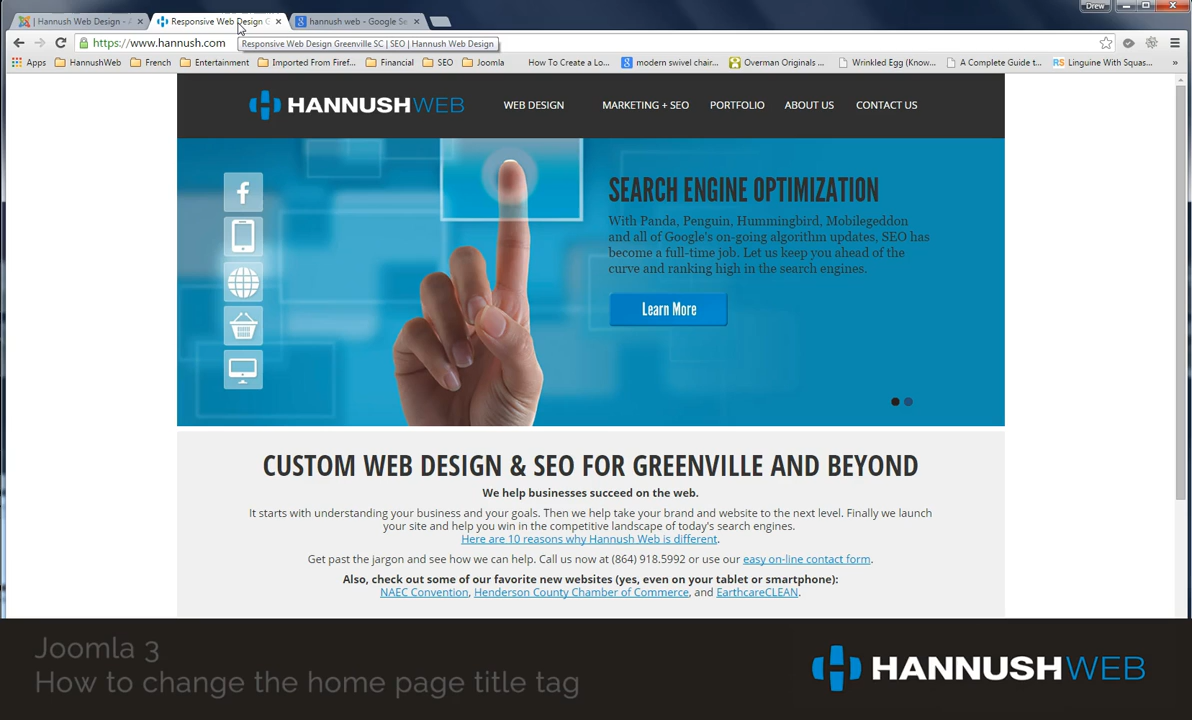 Drew
| Hannush Web Design - A
Responsive Web Design G
hannush web - Google Se
https://www.hannush.com
Responsive Web Design Greenville SC | SEO | Hannush Web Design
Apps HannushWeb French Entertainment Imported From Firef... Financial SEO Joomla How To Create a Lo... modern swivel chair... Overman Originals ... Wrinkled Egg (Know... A Complete Guide t... RS Linguine With Squas... »
HANNUSHWEB WEB DESIGN MARKETING + SEO PORTFOLIO ABOUT US CONTACT US
SEARCH ENGINE OPTIMIZATION
With Panda, Penguin, Hummingbird, Mobilegeddon
and all of Google's on-going algorithm updates, SEO has
become a full-time job. Let us keep you ahead of the
curve and ranking high in the search engines.
Learn More
CUSTOM WEB DESIGN & SEO FOR GREENVILLE AND BEYOND
We help businesses succeed on the web.
It starts with understanding your business and your goals. Then we help take your brand and website to the next level. Finally we launch
your site and help you win in the competitive landscape of today's search engines.
Here are 10 reasons why Hannush Web is different.
Get past the jargon and see how we can help. Call us now at (864) 918.5992 or use our easy on-line contact form.
Also, check out some of our favorite new websites (yes, even on your tablet or smartphone):
NAEC Convention, Henderson County Chamber of Commerce, and EarthcareCLEAN.
Joomla 3
How to change the home page title tag
HANNUSHWEB